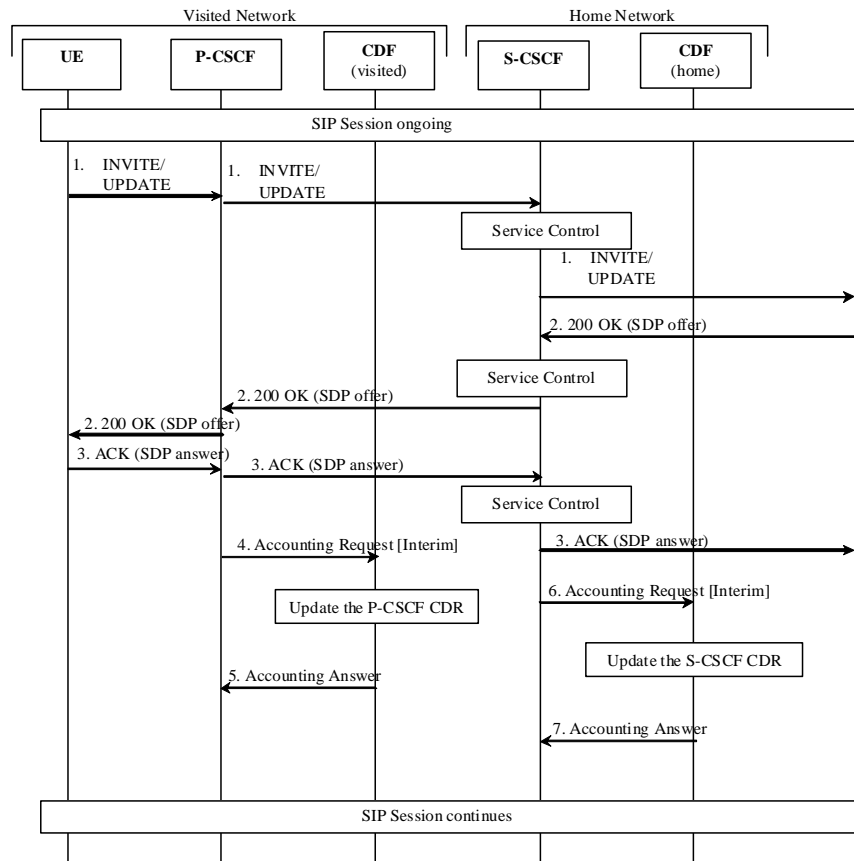 Visited Network
Home Network
UE
P-CSCF
CDF
(visited)
S-CSCF
CDF
(home)
SIP Session ongoing
1. INVITE/
UPDATE
1. INVITE/
UPDATE
Service Control
1. INVITE/
UPDATE
2. 200 OK (SDP offer)
Service Control
2. 200 OK (SDP offer)
2. 200 OK (SDP offer)
3. ACK (SDP answer)
3. ACK (SDP answer)
Service Control
4. Accounting Request [Interim]
3. ACK (SDP answer)
6. Accounting Request [Interim]
Update the P-CSCF CDR
Update the S-CSCF CDR
5. Accounting Answer
7. Accounting Answer
SIP Session continues